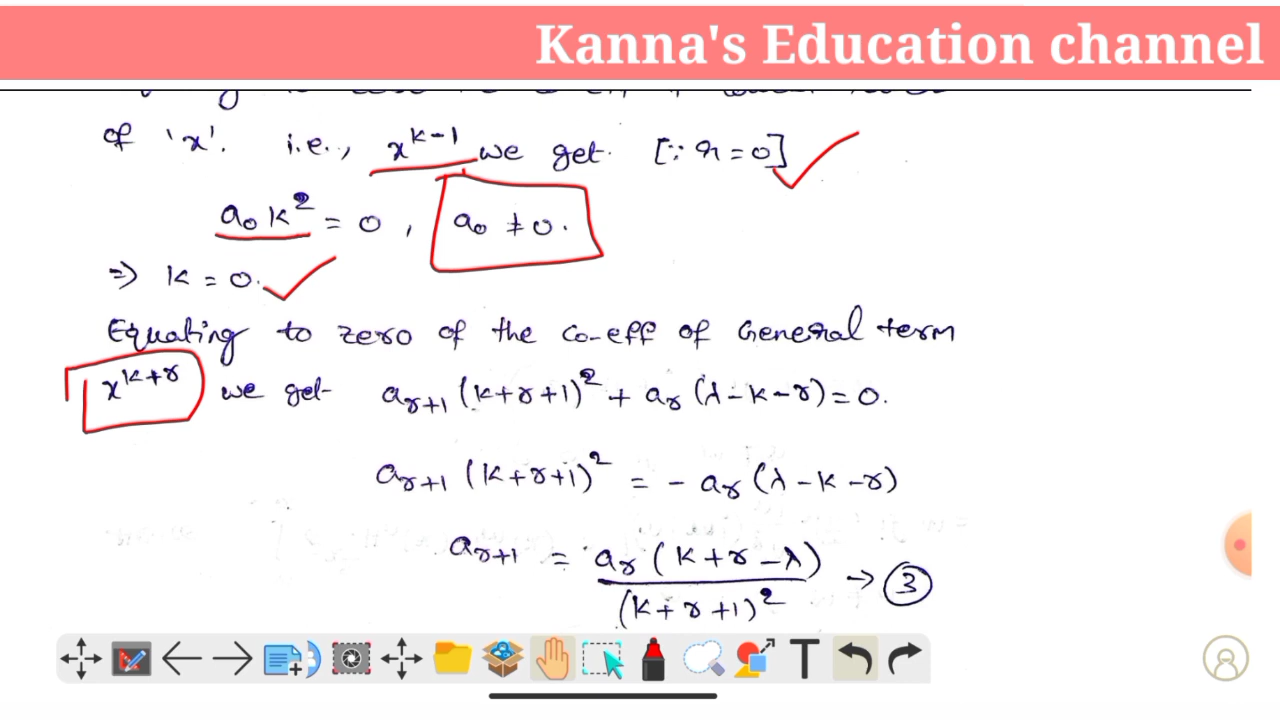 Kanna's Education channel
of 'x'. i.e., x^{k-1} we get. [∵ r = 0]
a₀ k² = 0, a₀ ≠ 0.
⇒ k = 0.
Equating to zero of the co-eff of General term
x^{k+r} we get a_{r+1} (k+r+1)² + a_r (λ-k-r) = 0.
a_{r+1} (k+r+1)² = - a_r (λ-k-r)
a_{r+1} = a_r (k+r-λ) / (k+r+1)² → ③
T